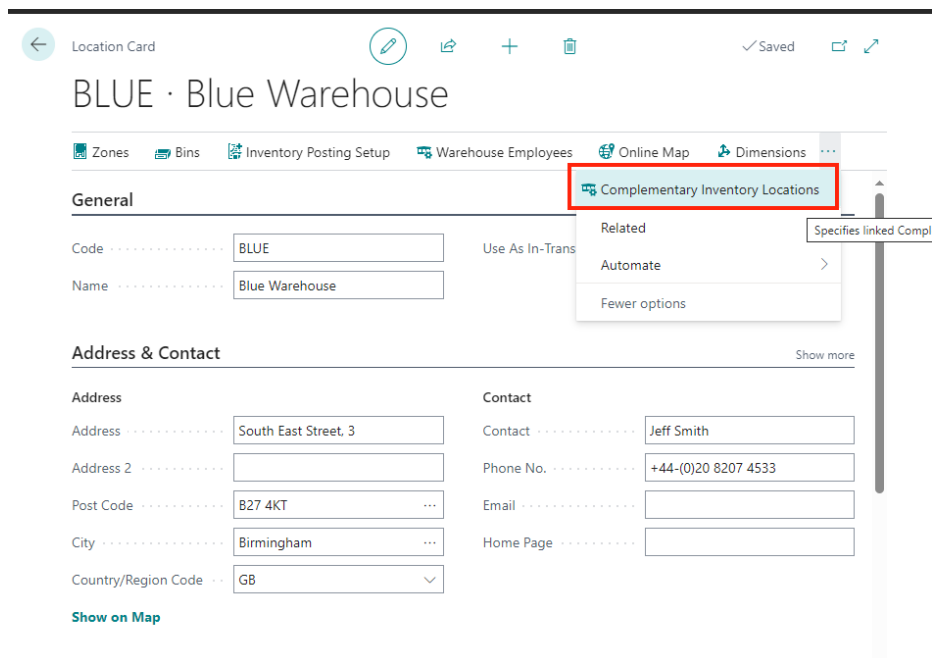 Location Card
Saved
BLUE · Blue Warehouse
Zones Bins Inventory Posting Setup Warehouse Employees Online Map Dimensions ...
Complementary Inventory Locations
General
Related
Specifies linked Compl
Code BLUE Use As In-Trans
Automate
Name Blue Warehouse
Fewer options
Address & Contact Show more
Address Contact
Address South East Street, 3 Contact Jeff Smith
Address 2 Phone No. +44-(0)20 8207 4533
Post Code B27 4KT ... Email
City Birmingham ... Home Page
Country/Region Code GB
Show on Map